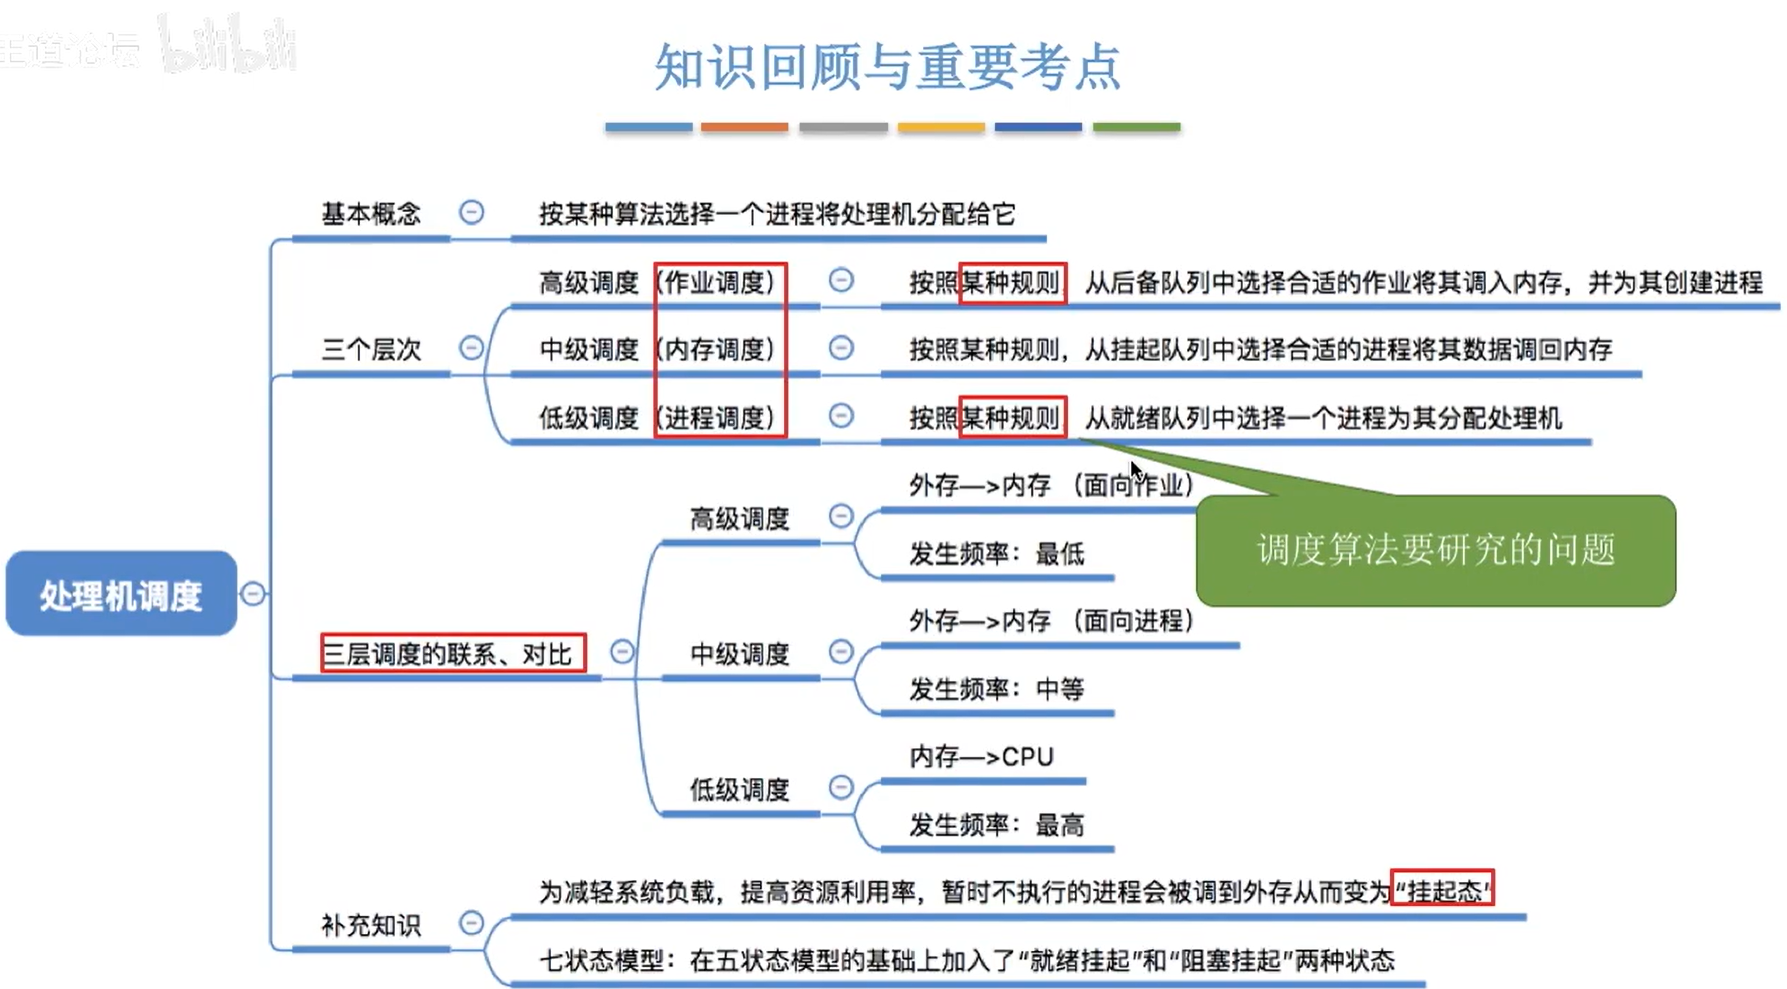 王道论坛 bilibili
知识回顾与重要考点
基本概念
按某种算法选择一个进程将处理机分配给它
三个层次
高级调度（作业调度）
按照某种规则，从后备队列中选择合适的作业将其调入内存，并为其创建进程
中级调度（内存调度）
按照某种规则，从挂起队列中选择合适的进程将其数据调回内存
低级调度（进程调度）
按照某种规则，从就绪队列中选择一个进程为其分配处理机
调度算法要研究的问题
处理机调度
三层调度的联系、对比
高级调度
外存—>内存 （面向作业）
发生频率：最低
中级调度
外存—>内存 （面向进程）
发生频率：中等
低级调度
内存—>CPU
发生频率：最高
补充知识
为减轻系统负载，提高资源利用率，暂时不执行的进程会被调到外存从而变为“挂起态”
七状态模型：在五状态模型的基础上加入了“就绪挂起”和“阻塞挂起”两种状态